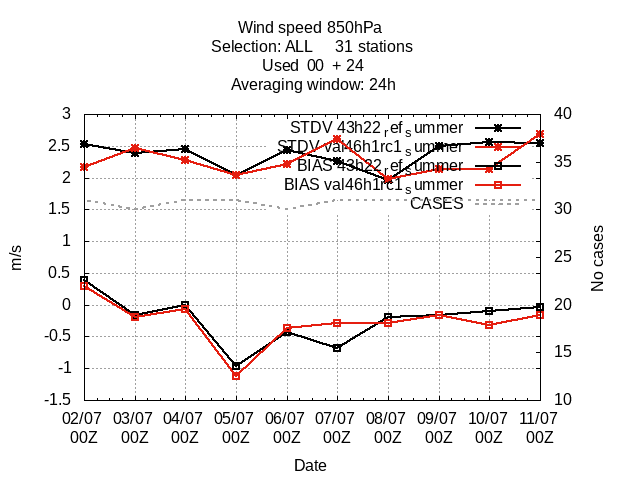 Wind speed 850hPa
Selection: ALL 31 stations
Used 00 + 24
Averaging window: 24h
3 40
STDV 43h22_ref_summer
2.5 STDV val46h1rc1_summer 35
BIAS 43h22_ref_summer
2 BIAS val46h1rc1_summer
1.5 CASES 30
1 25
m/s No cases
0.5
0 20
-0.5 15
-1
-1.5 10
02/07 03/07 04/07 05/07 06/07 07/07 08/07 09/07 10/07 11/07
00Z 00Z 00Z 00Z 00Z 00Z 00Z 00Z 00Z 00Z
Date